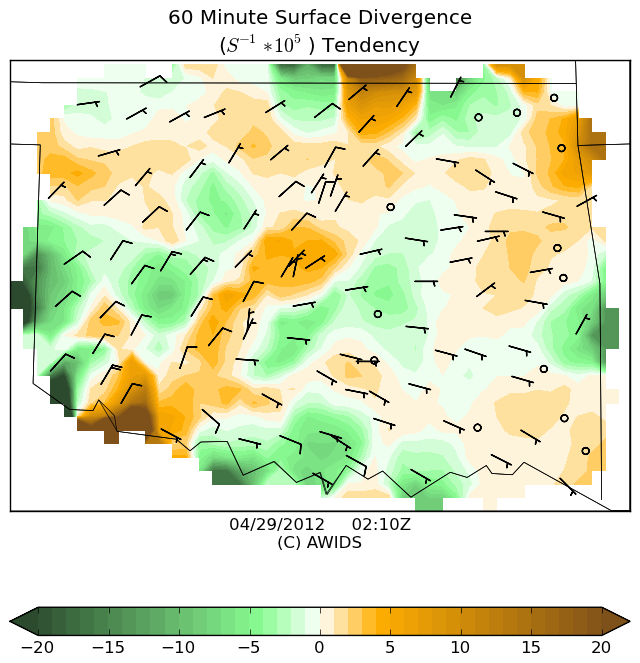 60 Minute Surface Divergence
($S^{-1}*10^5$ ) Tendency
04/29/2012 02:10Z
(C) AWIDS
−20 −15 −10 −5 0 5 10 15 20